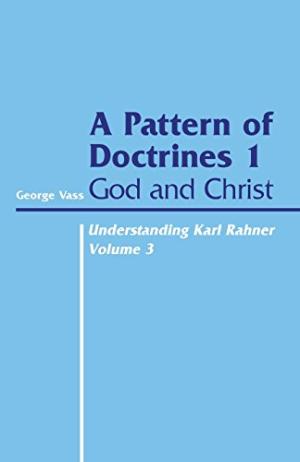 A Pattern of
Doctrines 1
George Vass God and Christ
Understanding Karl Rahner
Volume 3